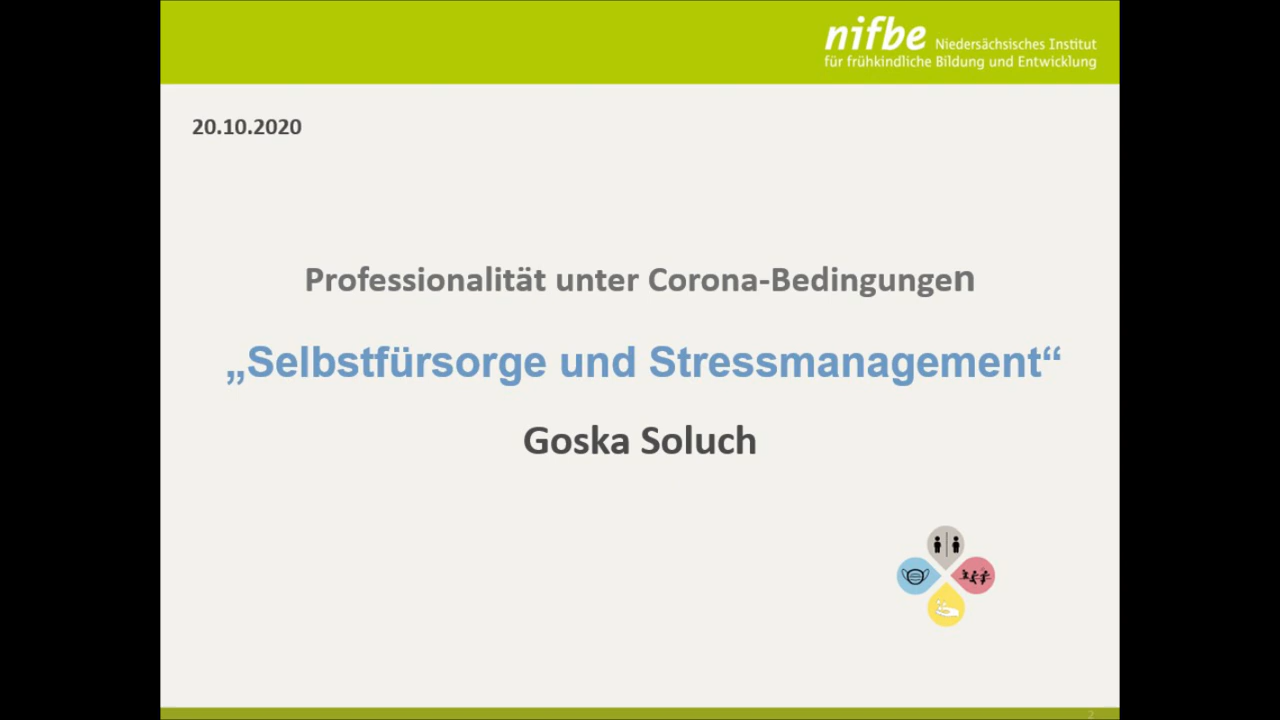 nifbe Niedersächsisches Institut
für frühkindliche Bildung und Entwicklung
20.10.2020
Professionalität unter Corona-Bedingungen
„Selbstfürsorge und Stressmanagement“
Goska Soluch
2